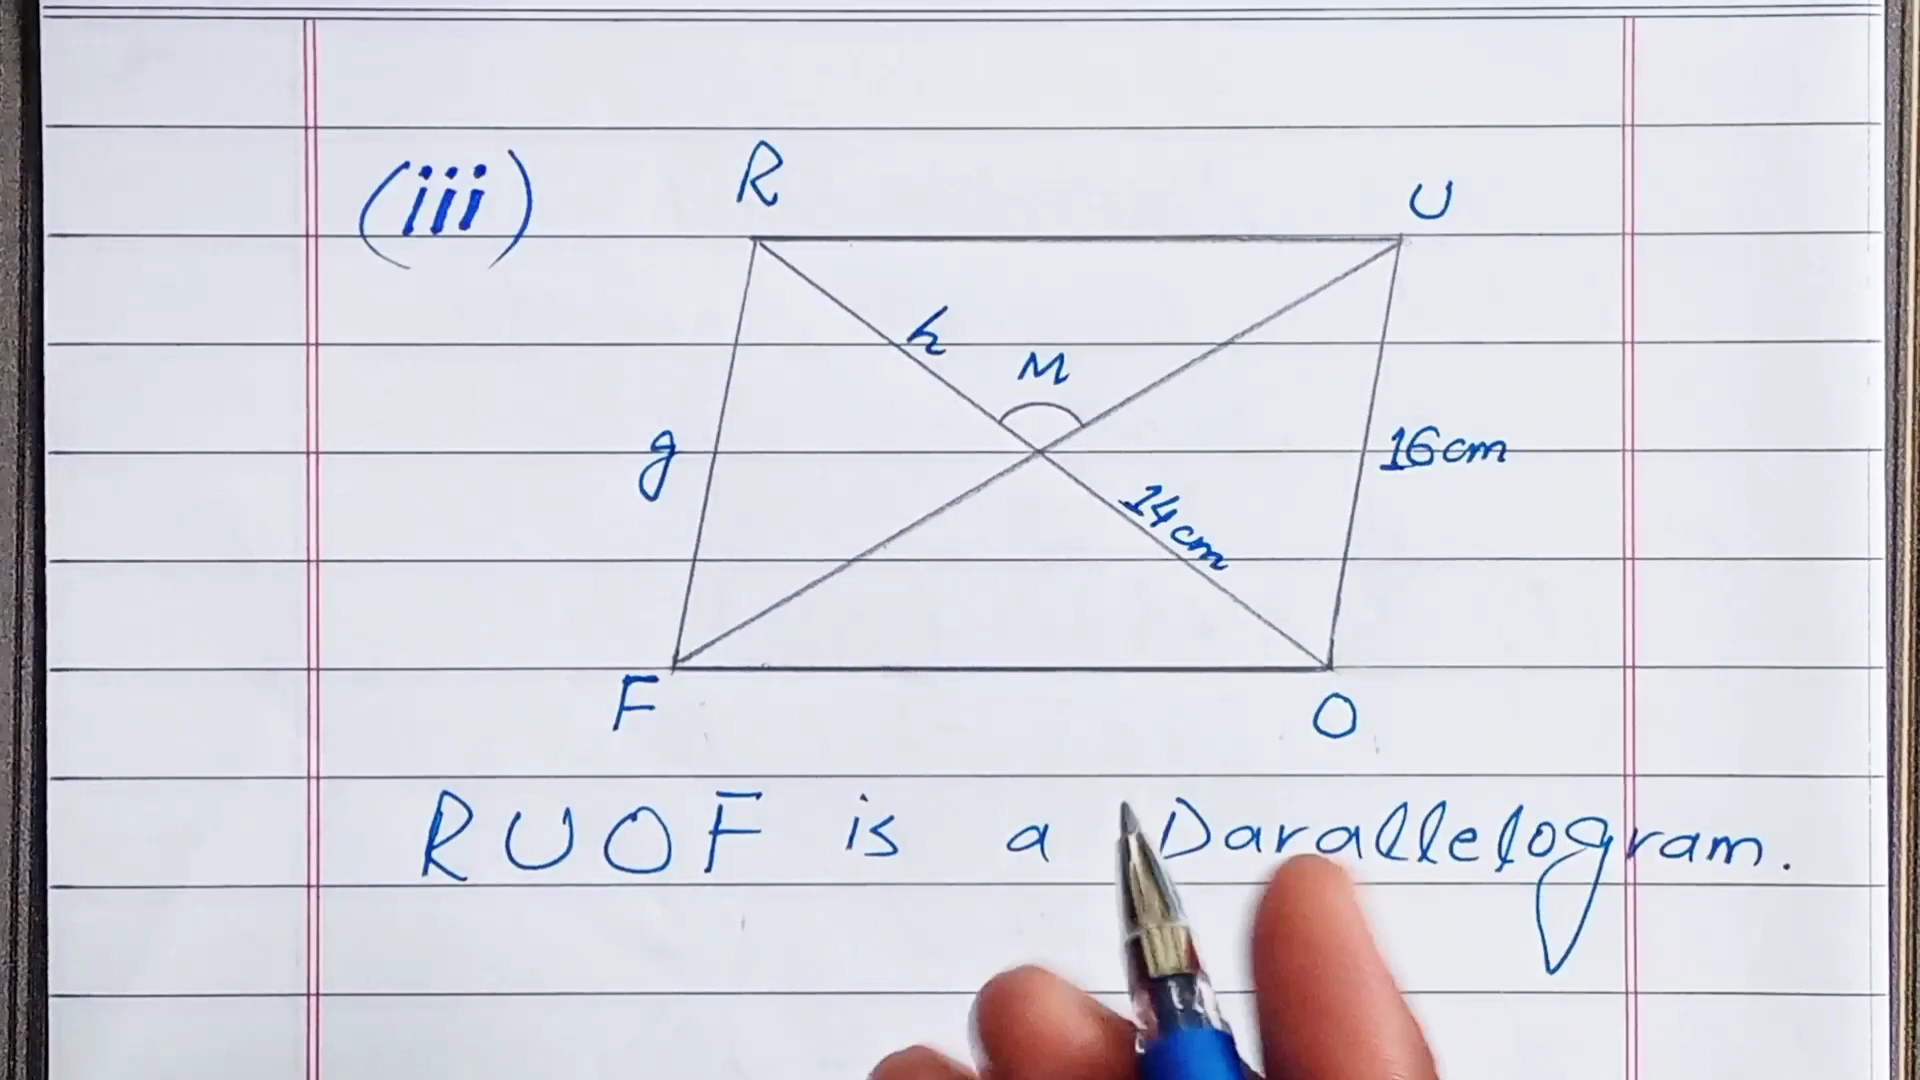 (iii)
R
U
h
M
g
16cm
14cm
F
O
RUOF is a Parallelogram.